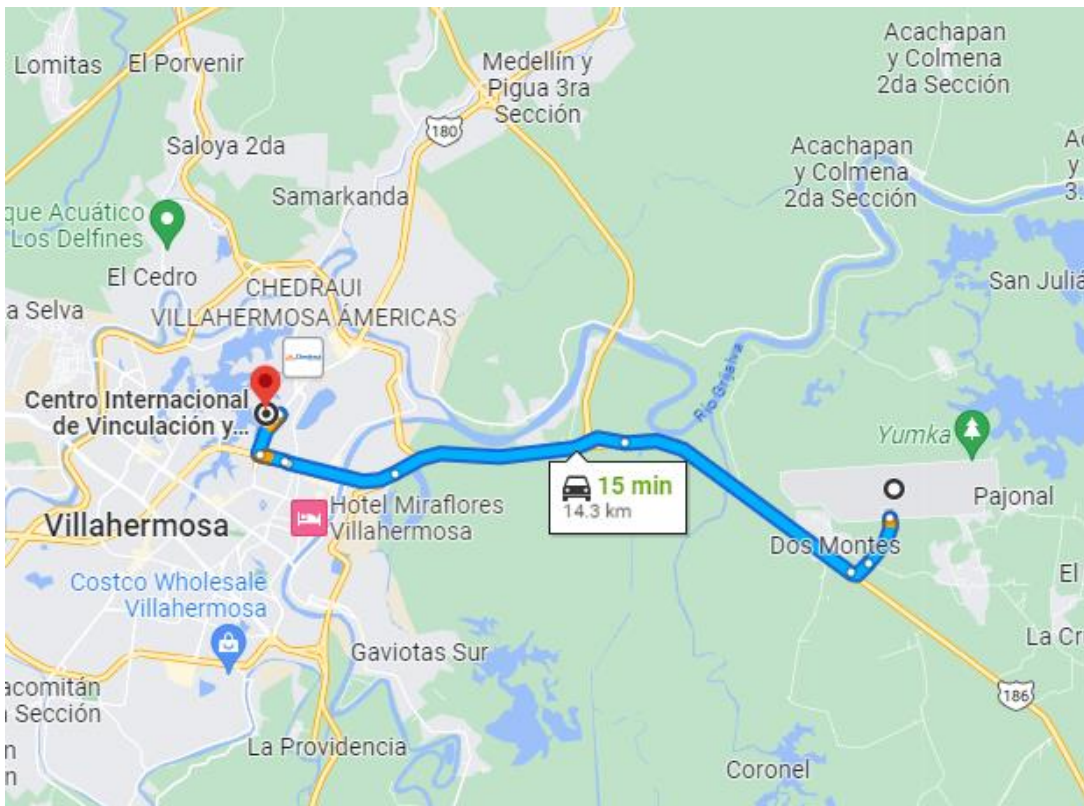 Lomitas
El Porvenir
Medellín y
Pigua 3ra
Sección
Acachapan
y Colmena
2da Sección
180
Saloya 2da
Samarkanda
Acachapan
y Colmena
2da Sección
que Acuático
Los Delfines
El Cedro
San Juliá
a Selva
CHEDRAUI
VILLAHERMOSA ÁMERICAS
Río Grijalva
Centro Internacional
de Vinculación y...
Yumka
15 min
14.3 km
Pajonal
Hotel Miraflores
Villahermosa
Villahermosa
Dos Montes
El
Costco Wholesale
Villahermosa
La Cr
Gaviotas Sur
acomitán
Sección
186
La Providencia
Coronel